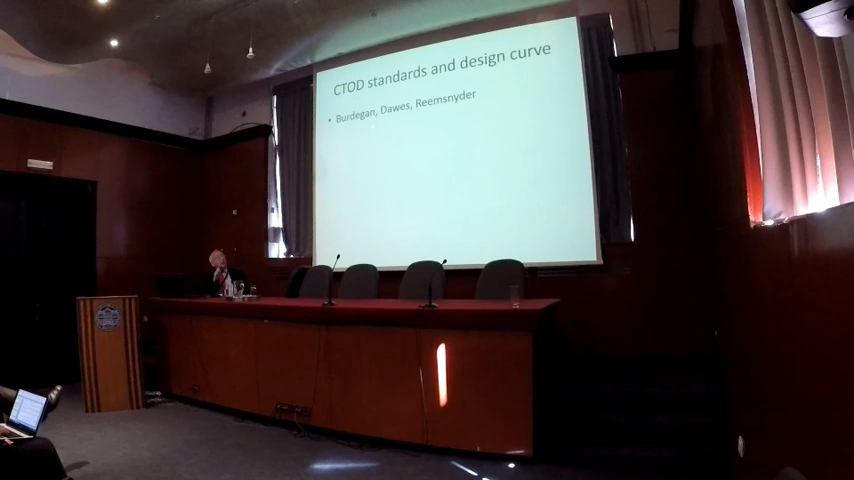 CTOD standards and design curve
• Burdegan, Dawes, Reemsnyder